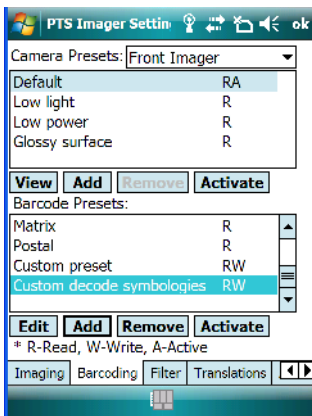 PTS Imager Settin ok
Camera Presets: Front Imager
Default RA
Low light R
Low power R
Glossy surface R
View Add Remove Activate
Barcode Presets:
Matrix R
Postal R
Custom preset RW
Custom decode symbologies RW
Edit Add Remove Activate
* R-Read, W-Write, A-Active
Imaging Barcoding Filter Translations